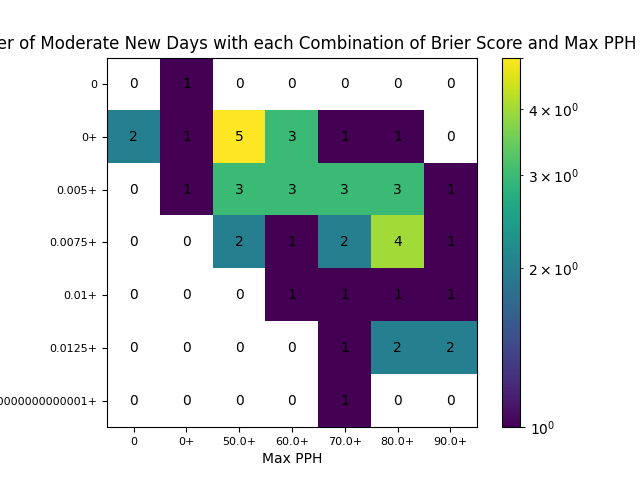 er of Moderate New Days with each Combination of Brier Score and Max PPH
0 0 1 0 0 0 0 0
0+ 2 1 5 3 1 1 0
0.005+ 0 1 3 3 3 3 1
0.0075+ 0 0 2 1 2 4 1
0.01+ 0 0 0 1 1 1 1
0.0125+ 0 0 0 0 1 2 2
0000000000001+ 0 0 0 0 1 0 0
0 0+ 50.0+ 60.0+ 70.0+ 80.0+ 90.0+
Max PPH
4 × 10⁰
3 × 10⁰
2 × 10⁰
10⁰